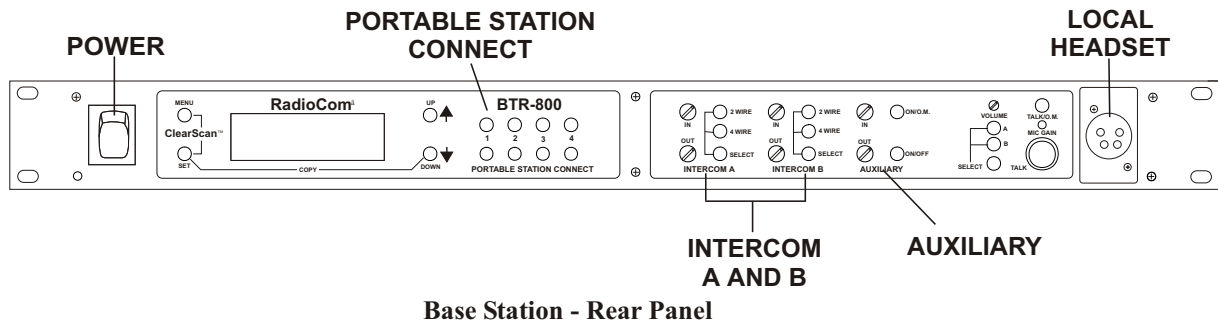 PORTABLE STATION
CONNECT
POWER
LOCAL
HEADSET
MENU
ClearScan™
SET
RadioCom
COPY
UP
DOWN
BTR-800
1 2 3 4
PORTABLE STATION CONNECT
IN
OUT
2 WIRE
4 WIRE
SELECT
INTERCOM A
IN
OUT
2 WIRE
4 WIRE
SELECT
INTERCOM B
IN
OUT
ON/O.M.
ON/OFF
AUXILIARY
VOLUME
A
B
SELECT
TALK/O.M.
MIC GAIN
TALK
INTERCOM
A AND B
AUXILIARY
Base Station - Rear Panel